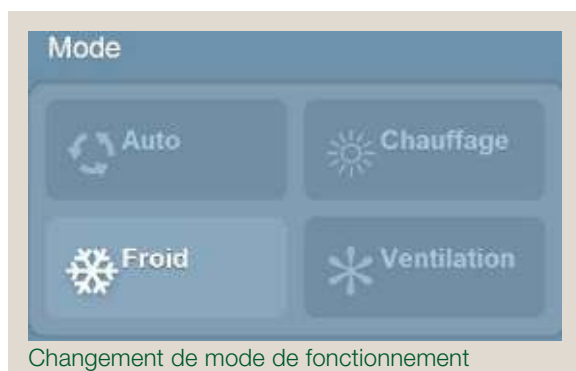 Mode
Auto
Chauffage
Froid
Ventilation
Changement de mode de fonctionnement